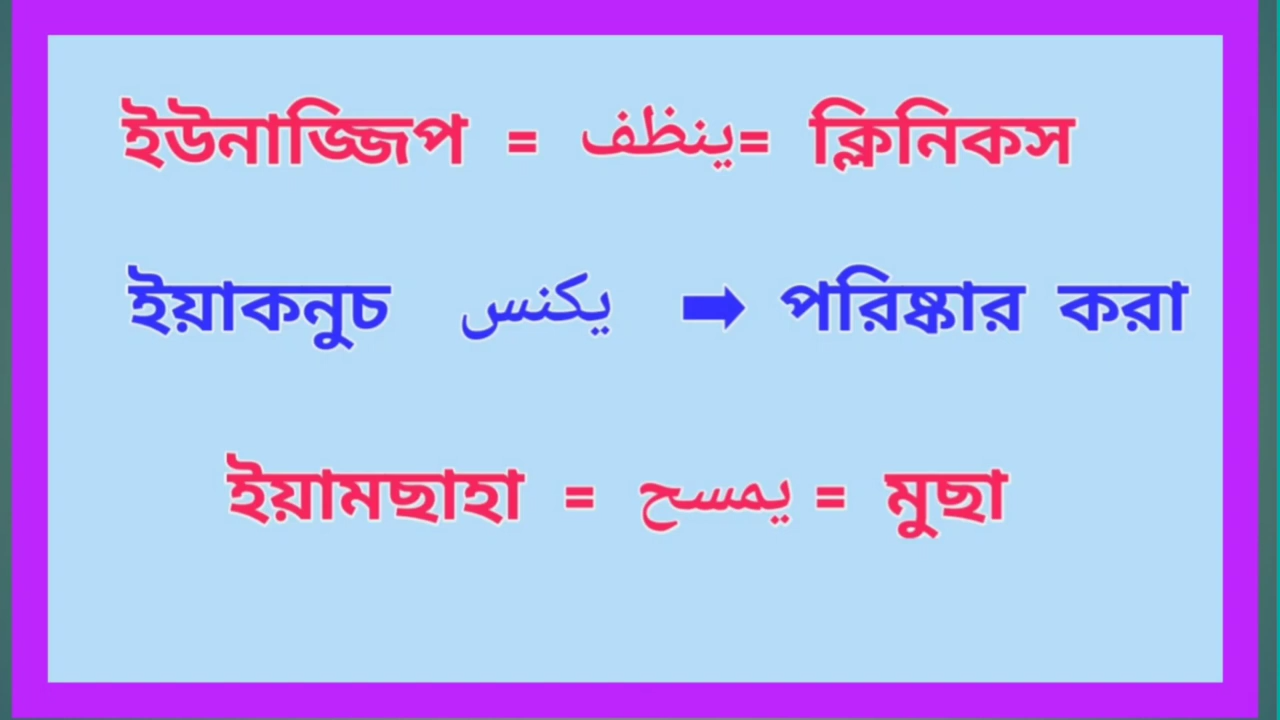 ইউনাজ্জিপ = ينظف= ক্লিনিকস
ইয়াকনুচ يكنس ➡ পরিষ্কার করা
ইয়ামছাহা = يمسح = মুছা